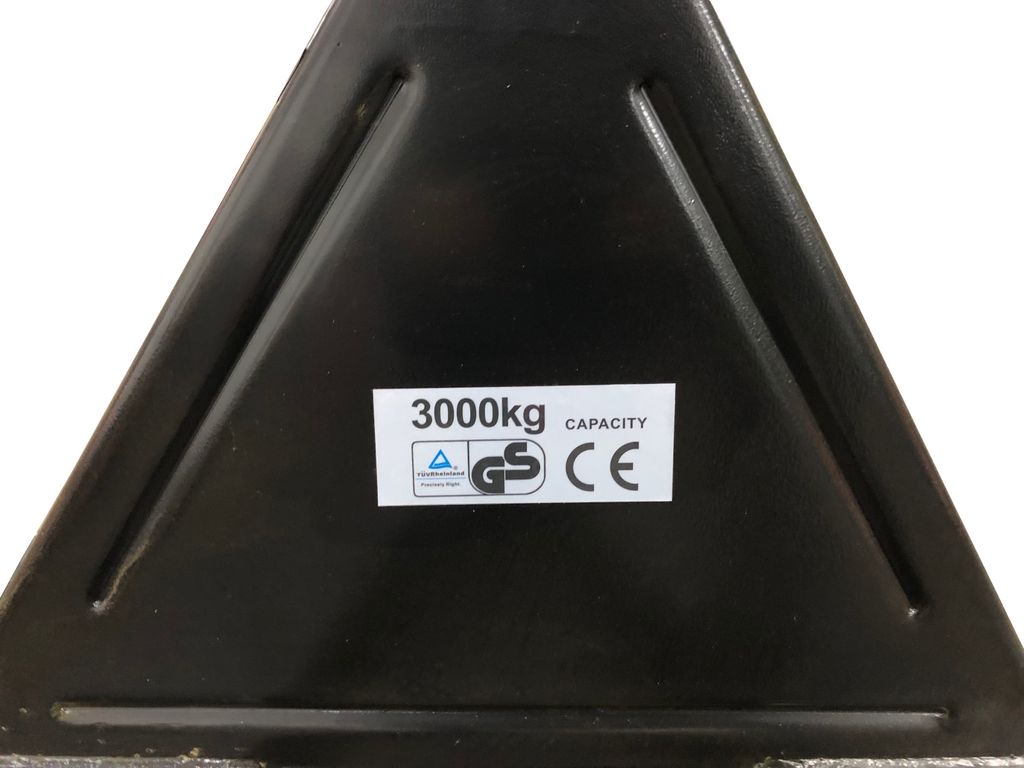 3000kg CAPACITY
TÜVRheinland®
Precisely Right.
GS
CE